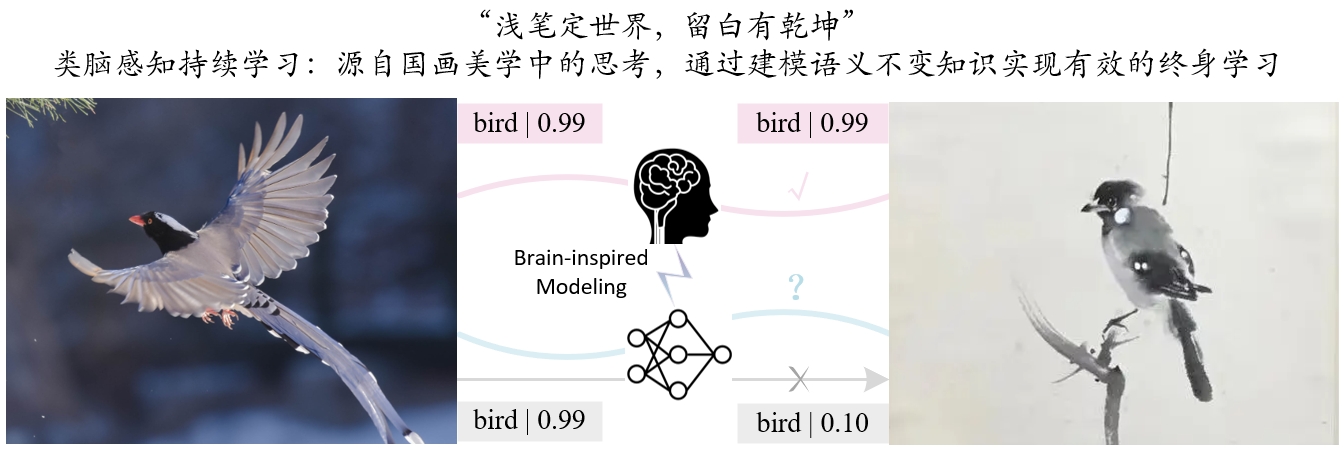 “浅笔定世界，留白有乾坤”
类脑感知持续学习：源自国画美学中的思考，通过建模语义不变知识实现有效的终身学习
bird | 0.99
bird | 0.99
√
Brain-inspired
Modeling
?
X
bird | 0.99
bird | 0.10